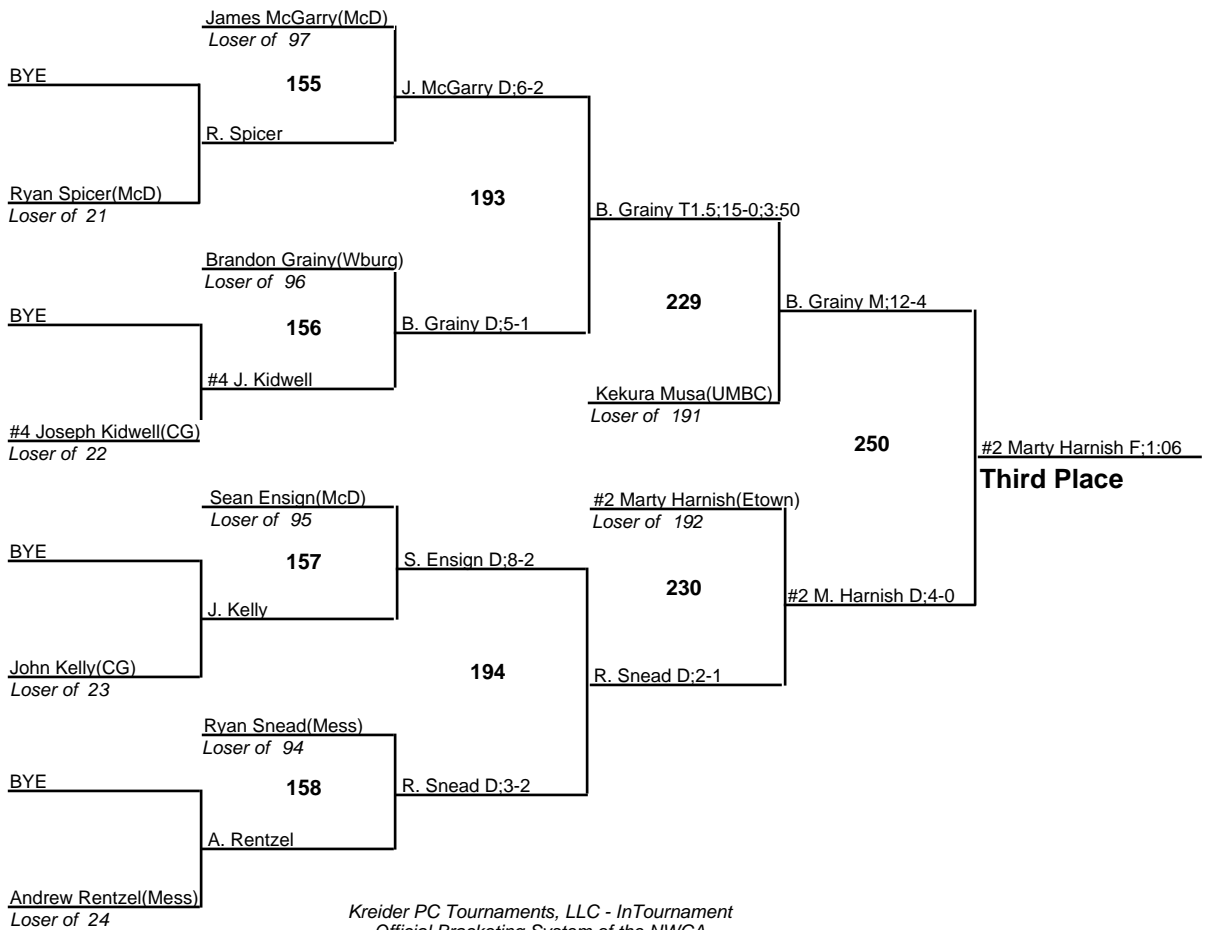 James McGarry(McD)
Loser of 97
BYE
155
J. McGarry D;6-2
R. Spicer
Ryan Spicer(McD)
Loser of 21
193
B. Grainy T1.5;15-0;3:50
Brandon Grainy(Wburg)
Loser of 96
BYE
156
B. Grainy D;5-1
229
B. Grainy M;12-4
#4 J. Kidwell
Kekura Musa(UMBC)
Loser of 191
#4 Joseph Kidwell(CG)
Loser of 22
250
#2 Marty Harnish F;1:06
Third Place
Sean Ensign(McD)
Loser of 95
#2 Marty Harnish(Etown)
Loser of 192
BYE
157
S. Ensign D;8-2
230
#2 M. Harnish D;4-0
J. Kelly
John Kelly(CG)
Loser of 23
194
R. Snead D;2-1
Ryan Snead(Mess)
Loser of 94
BYE
158
R. Snead D;3-2
A. Rentzel
Andrew Rentzel(Mess)
Loser of 24
Kreider PC Tournaments, LLC - InTournament
Official Bracketing System of the NWCA